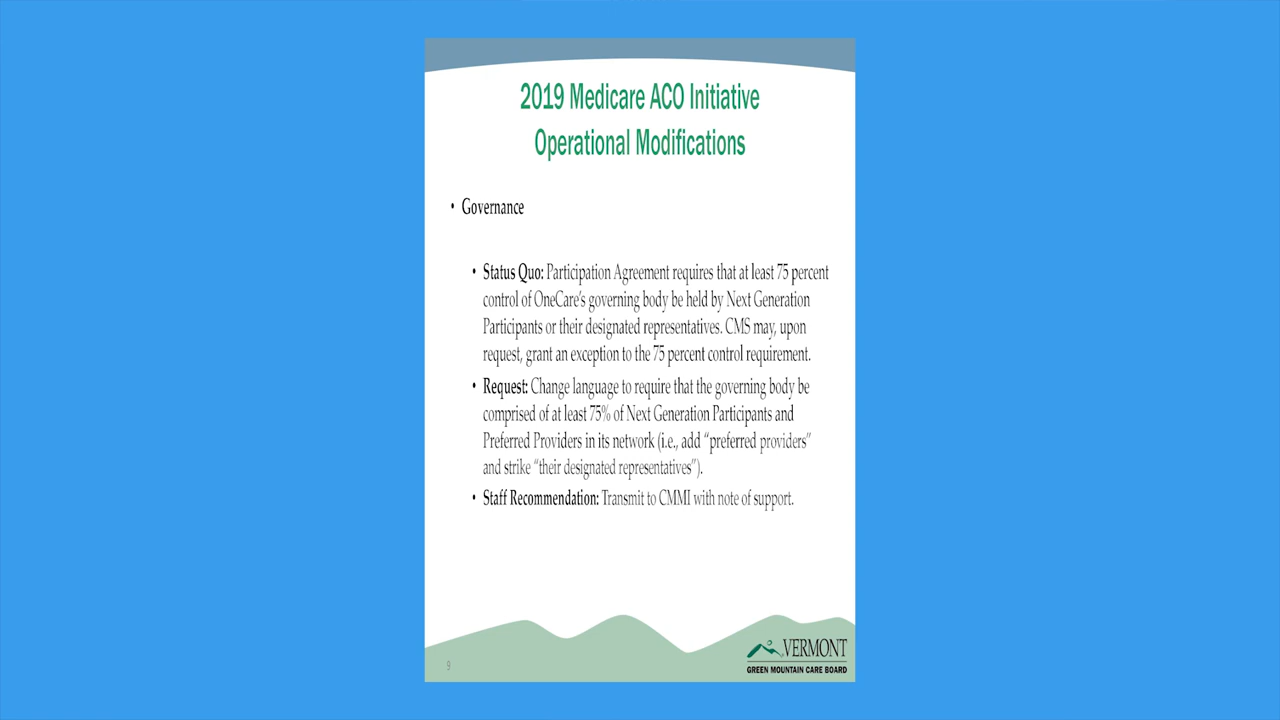 2019 Medicare ACO Initiative
Operational Modifications
• Governance
• Status Quo: Participation Agreement requires that at least 75 percent
control of OneCare's governing body be held by Next Generation
Participants or their designated representatives. CMS may, upon
request, grant an exception to the 75 percent control requirement.
• Request: Change language to require that the governing body be
comprised of at least 75% of Next Generation Participants and
Preferred Providers in its network (i.e., add “preferred providers”
and strike “their designated representatives”).
• Staff Recommendation: Transmit to CMMI with note of support.
9
VERMONT
GREEN MOUNTAIN CARE BOARD